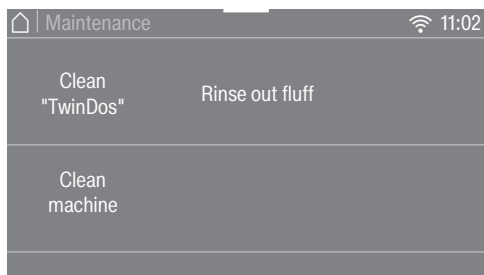 Maintenance
11:02
Clean
"TwinDos"
Rinse out fluff
Clean
machine